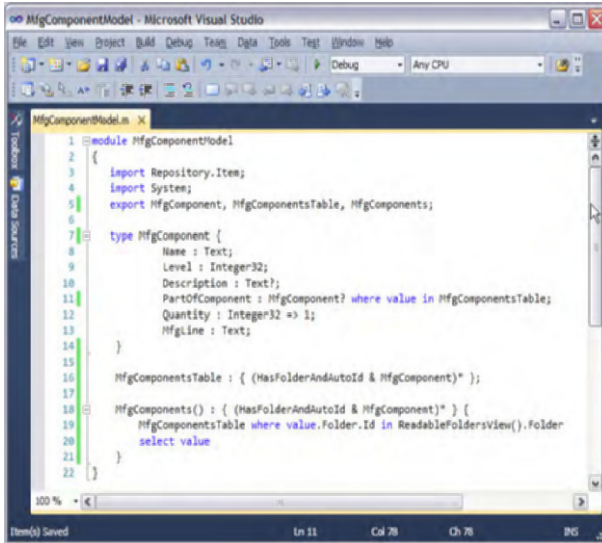 MfgComponentModel - Microsoft Visual Studio
File Edit View Project Build Debug Team Data Tools Test Window Help
Debug Any CPU
MfgComponentModel.m X
Toolbox
Data Sources
1 module MfgComponentModel
2 {
3 import Repository.Item;
4 import System;
5 export MfgComponent, MfgComponentsTable, MfgComponents;
6
7 type MfgComponent {
8 Name : Text;
9 Level : Integer32;
10 Description : Text?;
11 PartOfComponent : MfgComponent? where value in MfgComponentsTable;
12 Quantity : Integer32 => 1;
13 MfgLine : Text;
14 }
15
16 MfgComponentsTable : { (HasFolderAndAutoId & MfgComponent)* };
17
18 MfgComponents() : { (HasFolderAndAutoId & MfgComponent)* } {
19 MfgComponentsTable where value.Folder.Id in ReadableFoldersView().Folder
20 select value
21 }
22 }
100 %
Item(s) Saved Ln 11 Col 78 Ch 78 INS